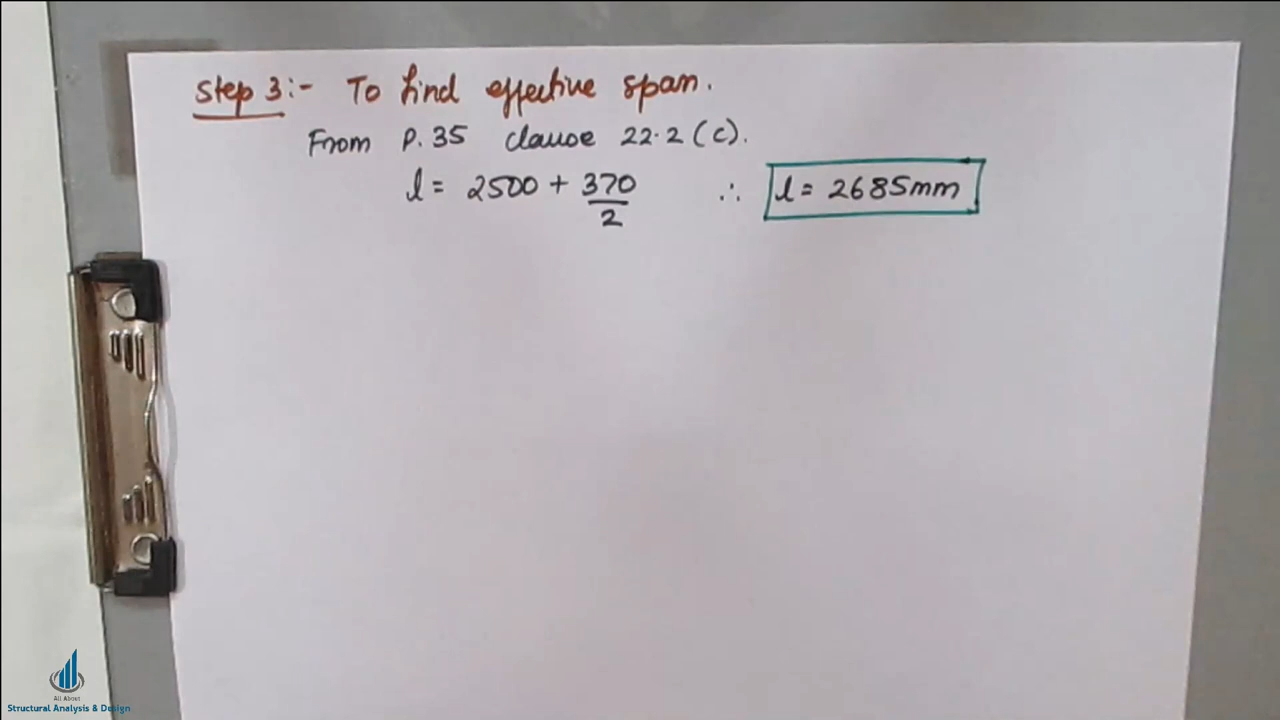 Step 3:- To find effective span.
From P.35 clause 22.2 (c).
l = 2500 + 370/2 ∴ l = 2685mm
All About
Structural Analysis & Design